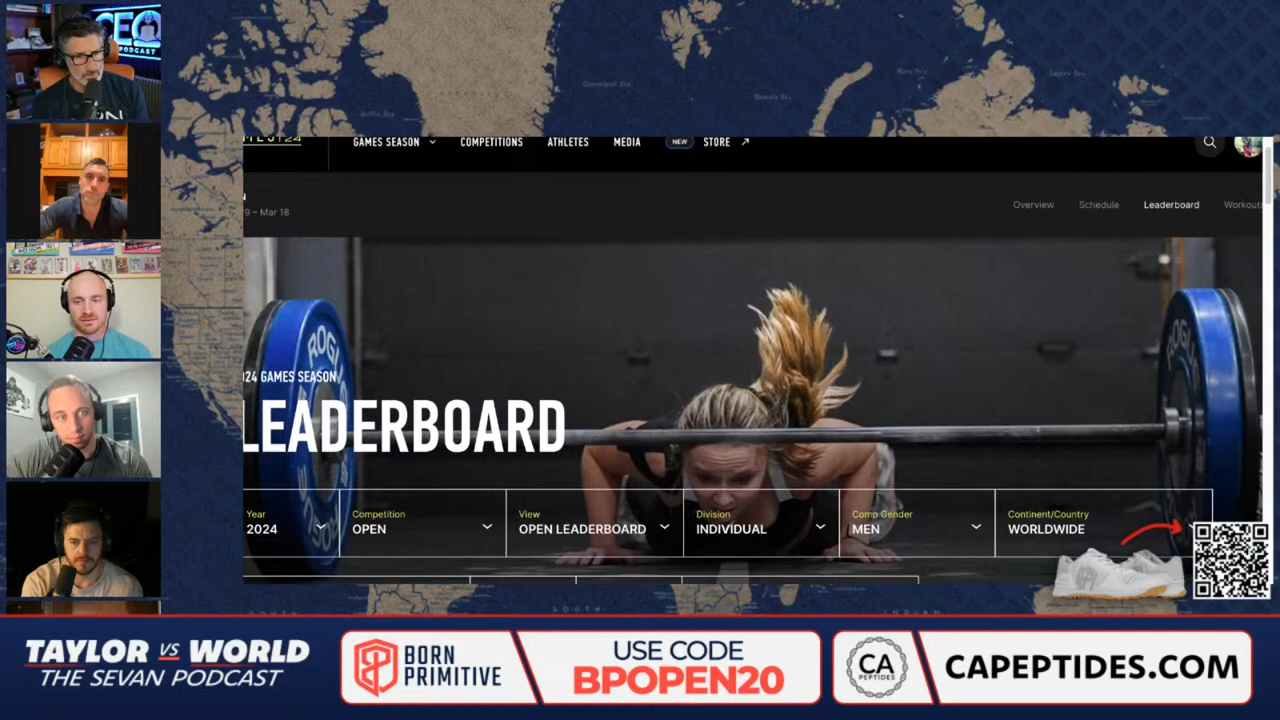 CEO
PODCAST
GAMES SEASON
COMPETITIONS
ATHLETES
MEDIA
NEW
STORE
9 – Mar 18
Overview
Schedule
Leaderboard
Workouts
24 GAMES SEASON
LEADERBOARD
Year
2024
Competition
OPEN
View
OPEN LEADERBOARD
Division
INDIVIDUAL
Comp Gender
MEN
Continent/Country
WORLDWIDE
TAYLOR VS WORLD
THE SEVAN PODCAST
BORN
PRIMITIVE
USE CODE
BPOPEN20
CA
PEPTIDES
CAPEPTIDES.COM